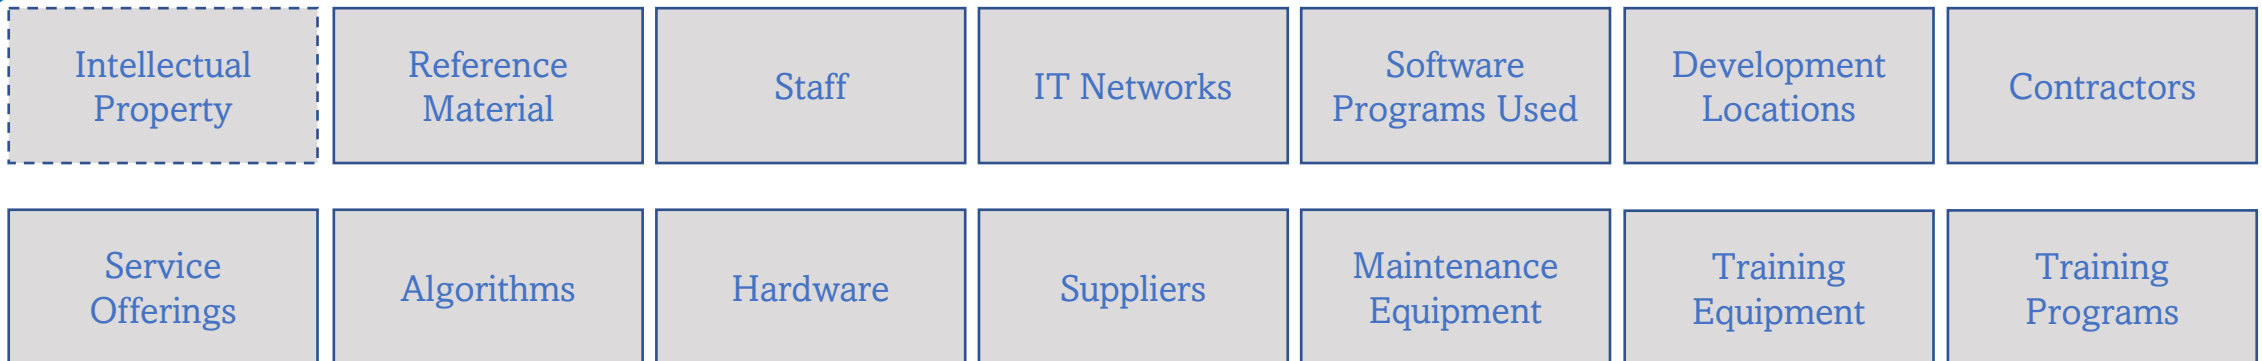 Intellectual
Property
Reference
Material
Staff
IT Networks
Software
Programs Used
Development
Locations
Contractors
Service
Offerings
Algorithms
Hardware
Suppliers
Maintenance
Equipment
Training
Equipment
Training
Programs